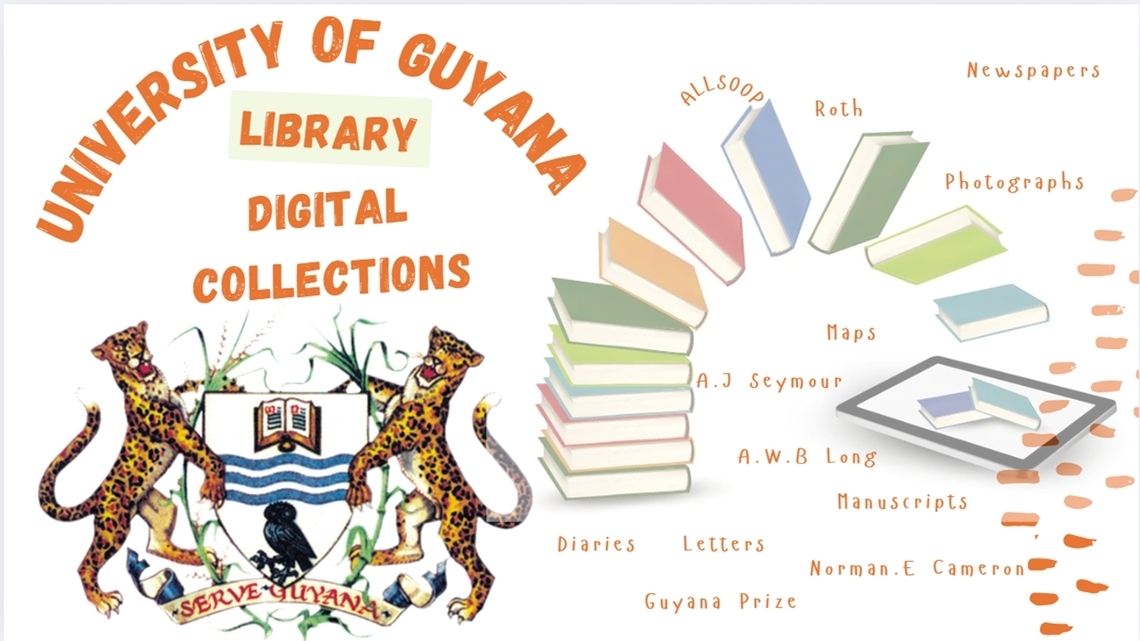 UNIVERSITY OF GUYANA
LIBRARY
DIGITAL
COLLECTIONS
SERVE GUYANA
ALLSOOP
Roth
Newspapers
Photographs
Maps
A.J Seymour
A.W.B Long
Manuscripts
Diaries Letters
Norman.E Cameron
Guyana Prize